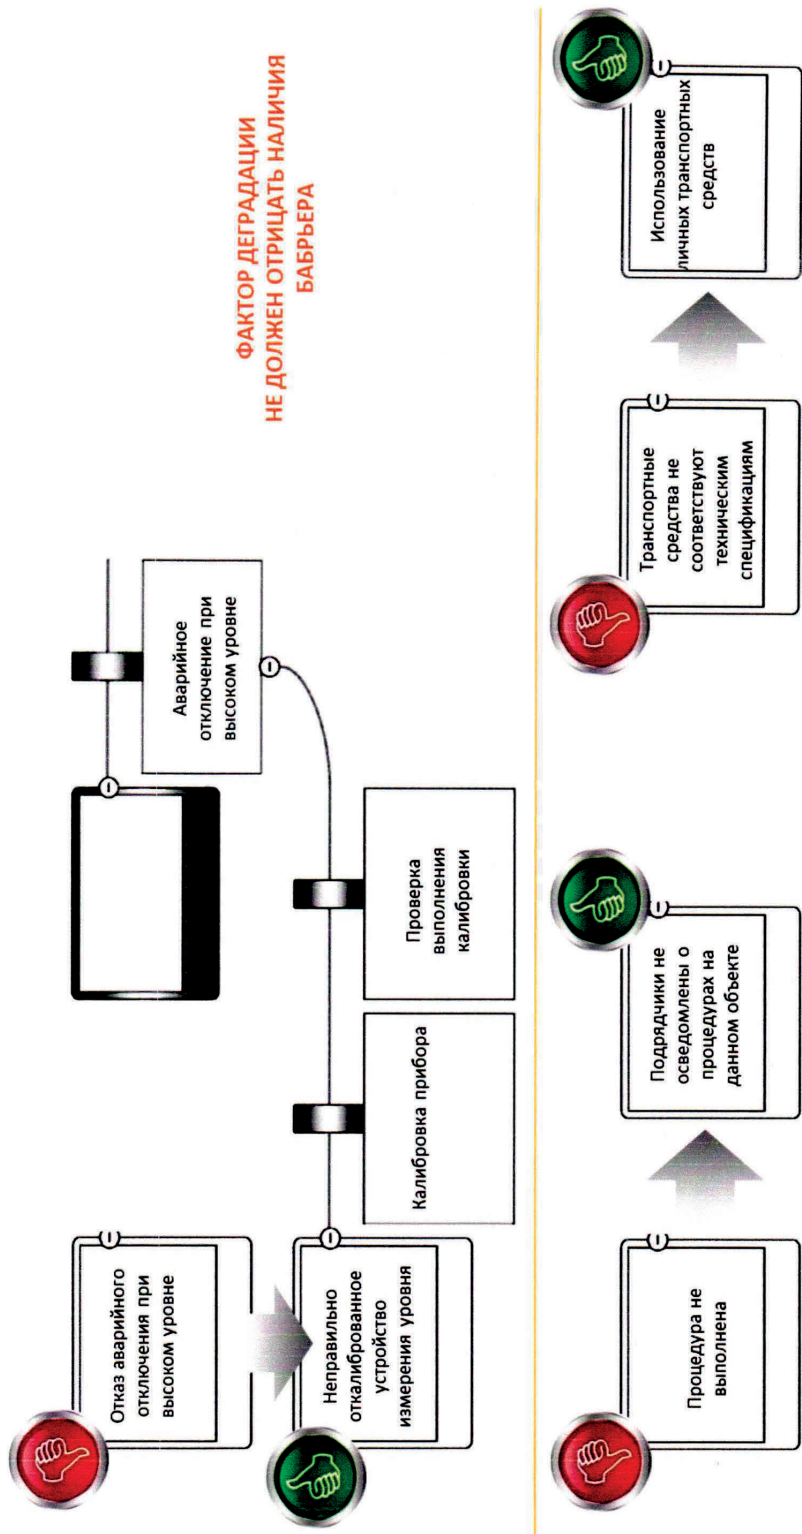 ФАКТОР ДЕГРАДАЦИИ
НЕ ДОЛЖЕН ОТРИЦАТЬ НАЛИЧИЯ
БАБРЬЕРА
Отказ аварийного
отключения при
высоком уровне
Аварийное
отключение при
высоком уровне
Неправильно
откалиброванное
устройство
измерения уровня
Калибровка прибора
Проверка
выполнения
калибровки
Процедура не
выполнена
Подрядчики не
осведомлены о
процедурах на
данном объекте
Транспортные
средства не
соответствуют
техническим
спецификациям
Использование
личных транспортных
средств